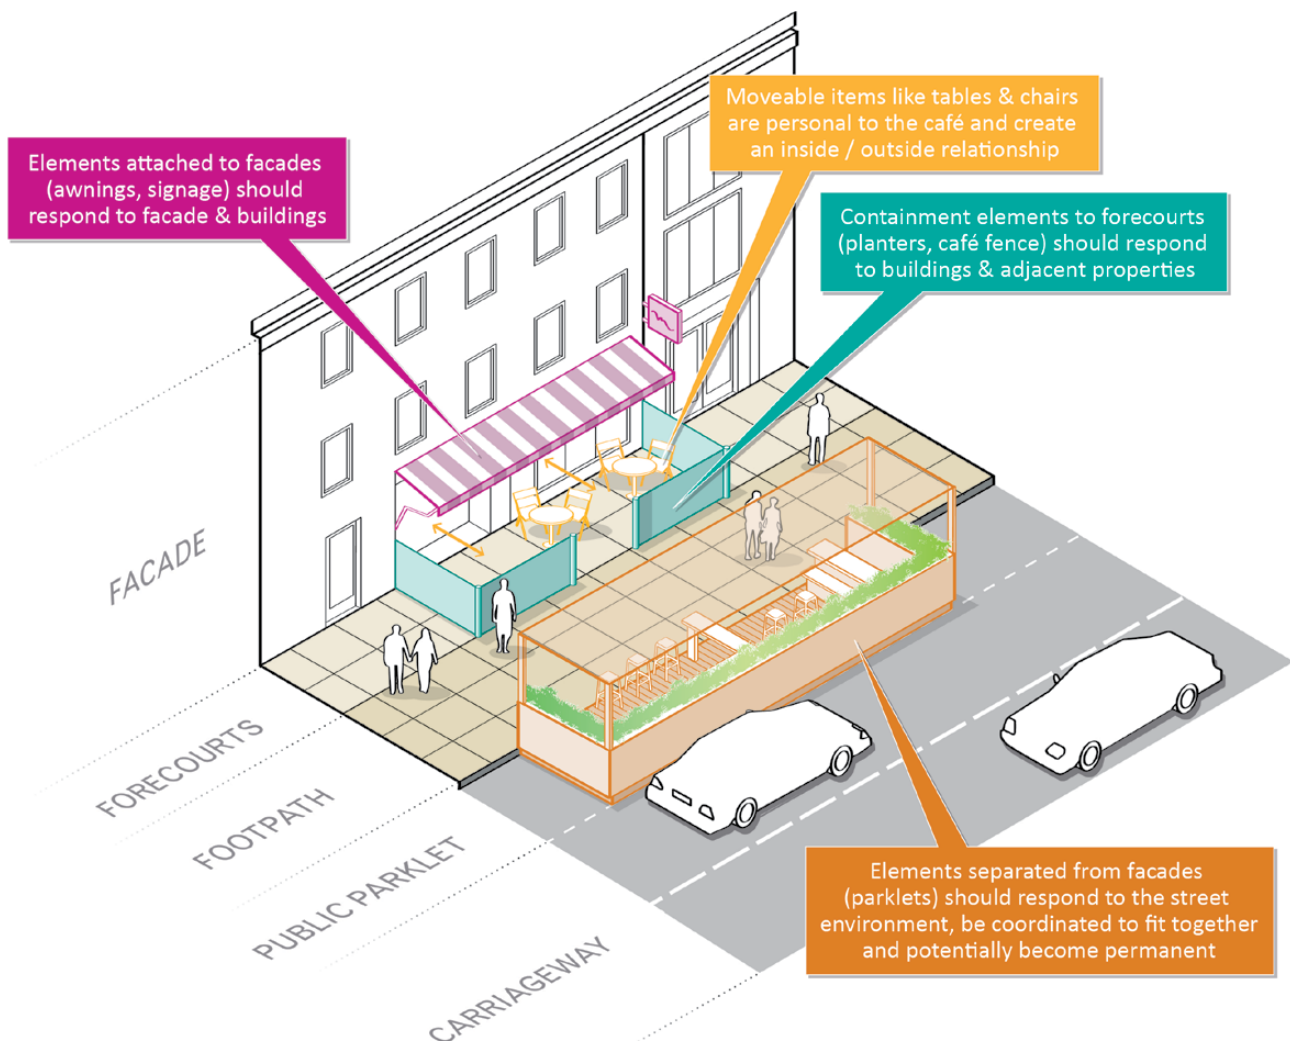 Moveable items like tables & chairs
are personal to the café and create
an inside / outside relationship
Elements attached to facades
(awnings, signage) should
respond to facade & buildings
Containment elements to forecourts
(planters, café fence) should respond
to buildings & adjacent properties
FACADE
FORECOURTS
FOOTPATH
PUBLIC PARKLET
CARRIAGEWAY
Elements separated from facades
(parklets) should respond to the street
environment, be coordinated to fit together
and potentially become permanent